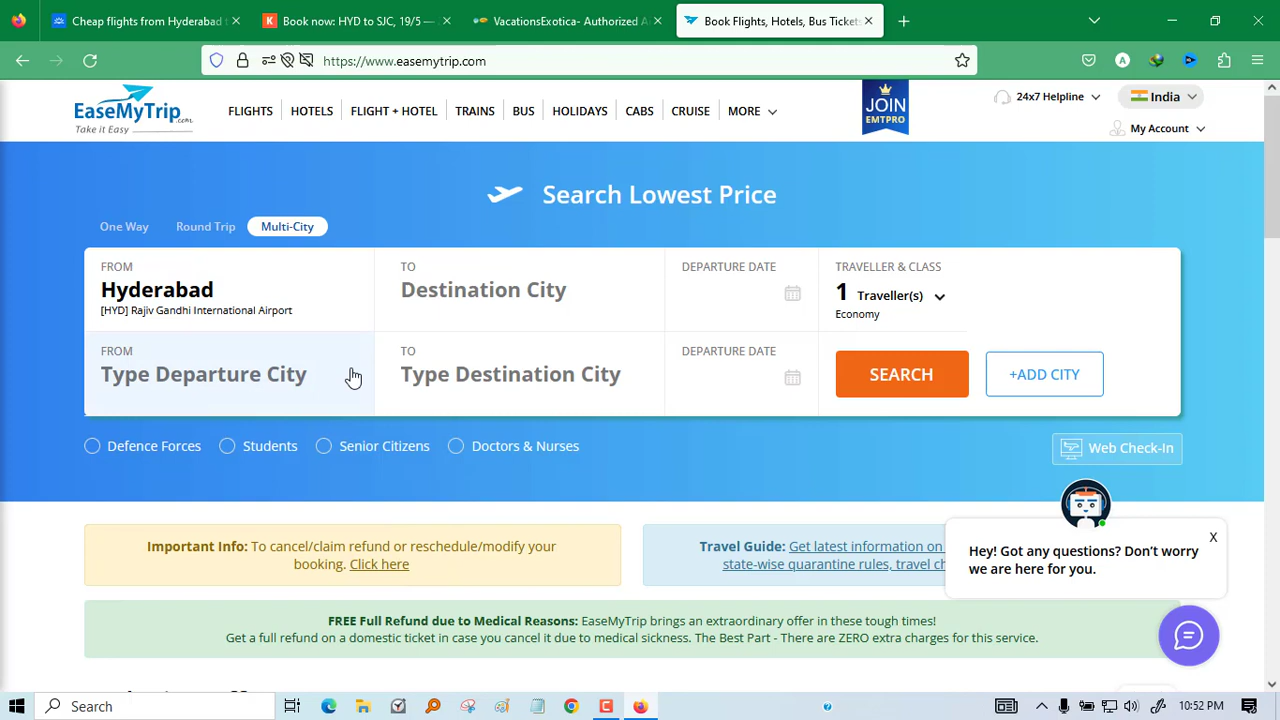 Cheap flights from Hyderabad t
Book now: HYD to SJC, 19/5 —
VacationsExotica- Authorized A
Book Flights, Hotels, Bus Tickets
https://www.easemytrip.com
EaseMyTrip.com
Take it Easy
FLIGHTS
HOTELS
FLIGHT + HOTEL
TRAINS
BUS
HOLIDAYS
CABS
CRUISE
MORE
JOIN
EMTPRO
24x7 Helpline
India
My Account
Search Lowest Price
One Way
Round Trip
Multi-City
FROM
Hyderabad
[HYD] Rajiv Gandhi International Airport
TO
Destination City
DEPARTURE DATE
TRAVELLER & CLASS
1 Traveller(s)
Economy
FROM
Type Departure City
TO
Type Destination City
DEPARTURE DATE
SEARCH
+ADD CITY
Defence Forces
Students
Senior Citizens
Doctors & Nurses
Web Check-In
Important Info: To cancel/claim refund or reschedule/modify your
booking. Click here
Travel Guide: Get latest information on
state-wise quarantine rules, travel ch
Hey! Got any questions? Don't worry
we are here for you.
X
FREE Full Refund due to Medical Reasons: EaseMyTrip brings an extraordinary offer in these tough times!
Get a full refund on a domestic ticket in case you cancel it due to medical sickness. The Best Part - There are ZERO extra charges for this service.
Search
10:52 PM